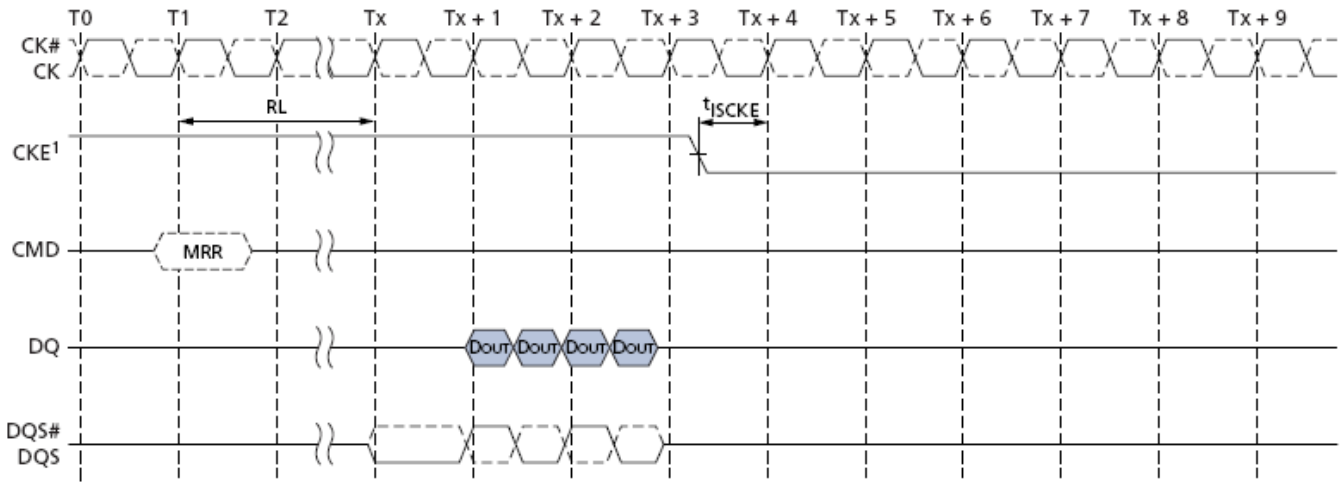 T0 T1 T2 Tx Tx + 1 Tx + 2 Tx + 3 Tx + 4 Tx + 5 Tx + 6 Tx + 7 Tx + 8 Tx + 9
CK#
CK
RL
tISCKE
CKE1
CMD
MRR
DQ
DOUT DOUT DOUT DOUT
DQS#
DQS